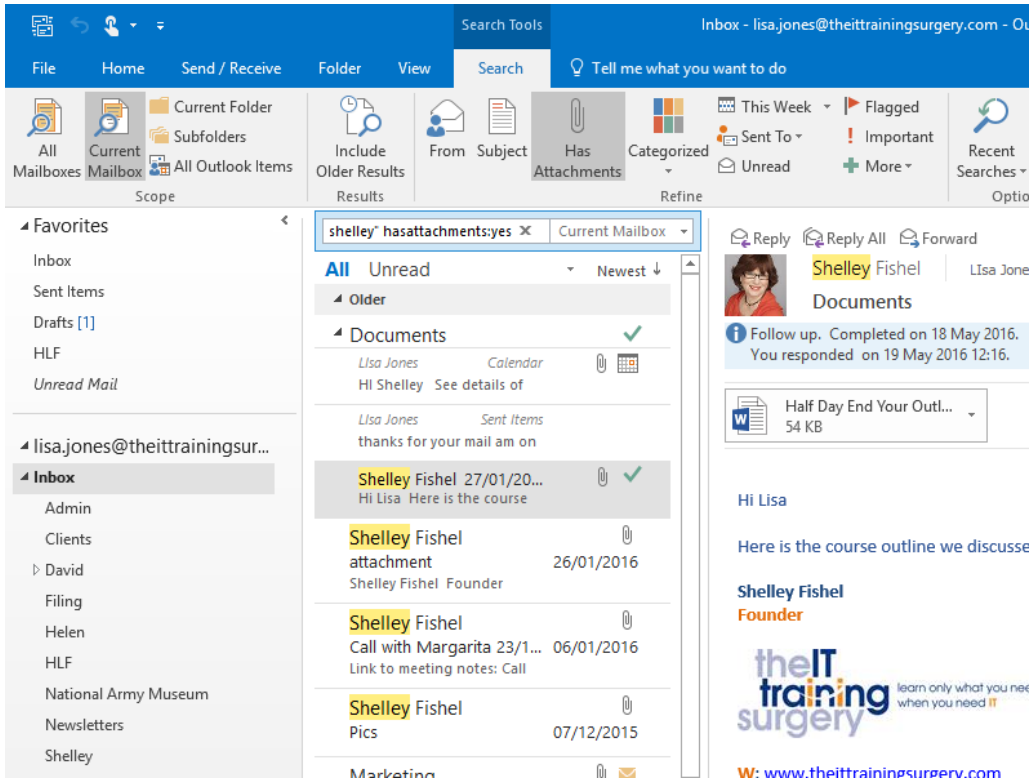 Search Tools
Inbox - lisa.jones@theittrainingsurgery.com - Ou
File Home Send / Receive Folder View Search Tell me what you want to do
All Mailboxes
Current Mailbox
Current Folder
Subfolders
All Outlook Items
Scope
Include Older Results
Results
From
Subject
Has Attachments
Categorized
This Week
Sent To
Unread
Flagged
Important
More
Refine
Recent Searches
Optio
Favorites
Inbox
Sent Items
Drafts [1]
HLF
Unread Mail
lisa.jones@theittrainingsur...
Inbox
Admin
Clients
David
Filing
Helen
HLF
National Army Museum
Newsletters
Shelley
shelley" hasattachments:yes Current Mailbox
All Unread Newest ↓
Older
Documents
LIsa Jones Calendar
HI Shelley See details of
LIsa Jones Sent Items
thanks for your mail am on
Shelley Fishel 27/01/20...
Hi Lisa Here is the course
Shelley Fishel
attachment 26/01/2016
Shelley Fishel Founder
Shelley Fishel
Call with Margarita 23/1... 06/01/2016
Link to meeting notes: Call
Shelley Fishel
Pics 07/12/2015
Marketing
Reply Reply All Forward
Shelley Fishel LIsa Jone
Documents
Follow up. Completed on 18 May 2016.
You responded on 19 May 2016 12:16.
Half Day End Your Outl...
54 KB
Hi Lisa
Here is the course outline we discusse
Shelley Fishel
Founder
theIT
training
surgery
learn only what you nee
when you need IT
W: www.theittrainingsurgery.com